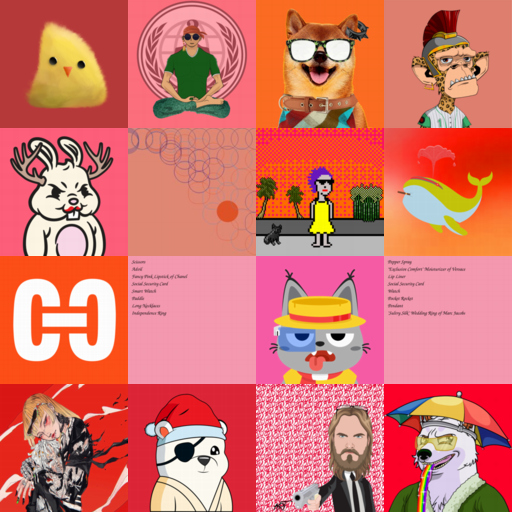 Scissors
Advil
Fancy Pink Lipstick of Chanel
Social Security Card
Smart Watch
Paddle
Long Necklaces
Independence Ring
Pepper Spray
"Exclusive Comfort" Moisturizer of Versace
Lip Liner
Social Security Card
Watch
Pocket Rocket
Pendant
"Sultry Silk" Wedding Ring of Marc Jacobs